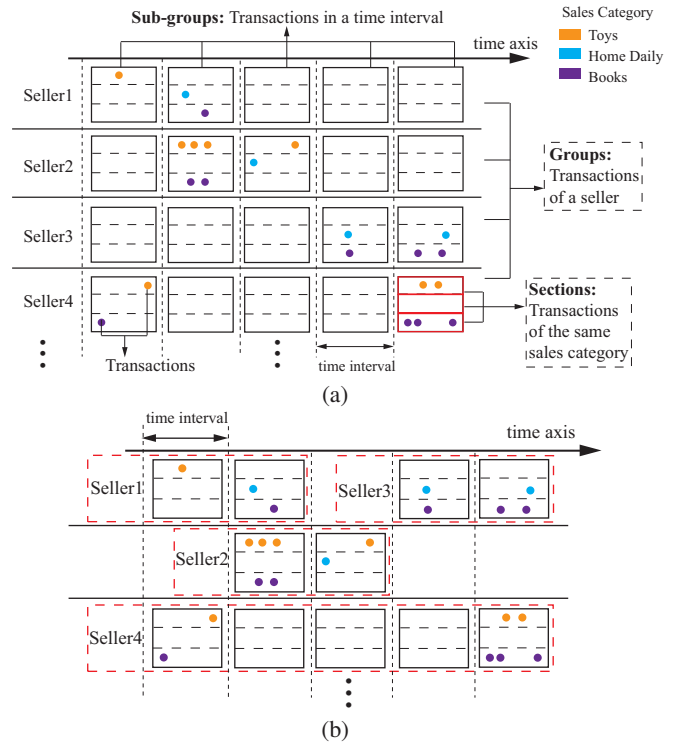 Sub-groups: Transactions in a time interval
Sales Category
Toys
Home Daily
Books
time axis
Seller1
Seller2
Seller3
Seller4
Groups:
Transactions
of a seller
Sections:
Transactions
of the same
sales category
Transactions
time interval
(a)
time interval
time axis
Seller1
Seller3
Seller2
Seller4
(b)